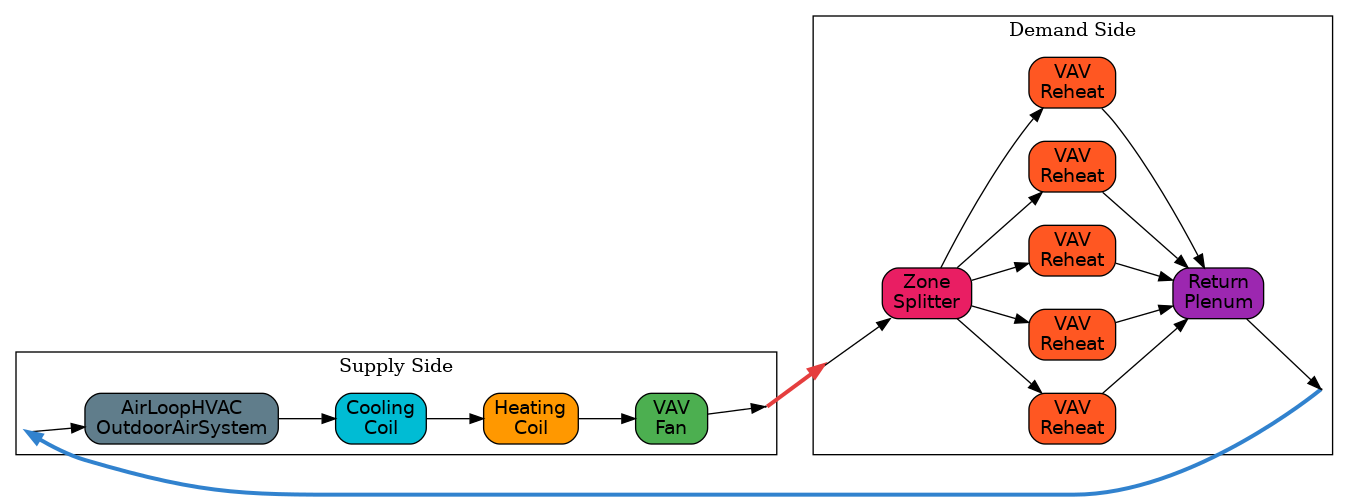 Supply Side
AirLoopHVAC
OutdoorAirSystem
Cooling
Coil
Heating
Coil
VAV
Fan
Demand Side
Zone
Splitter
VAV
Reheat
VAV
Reheat
VAV
Reheat
VAV
Reheat
VAV
Reheat
Return
Plenum